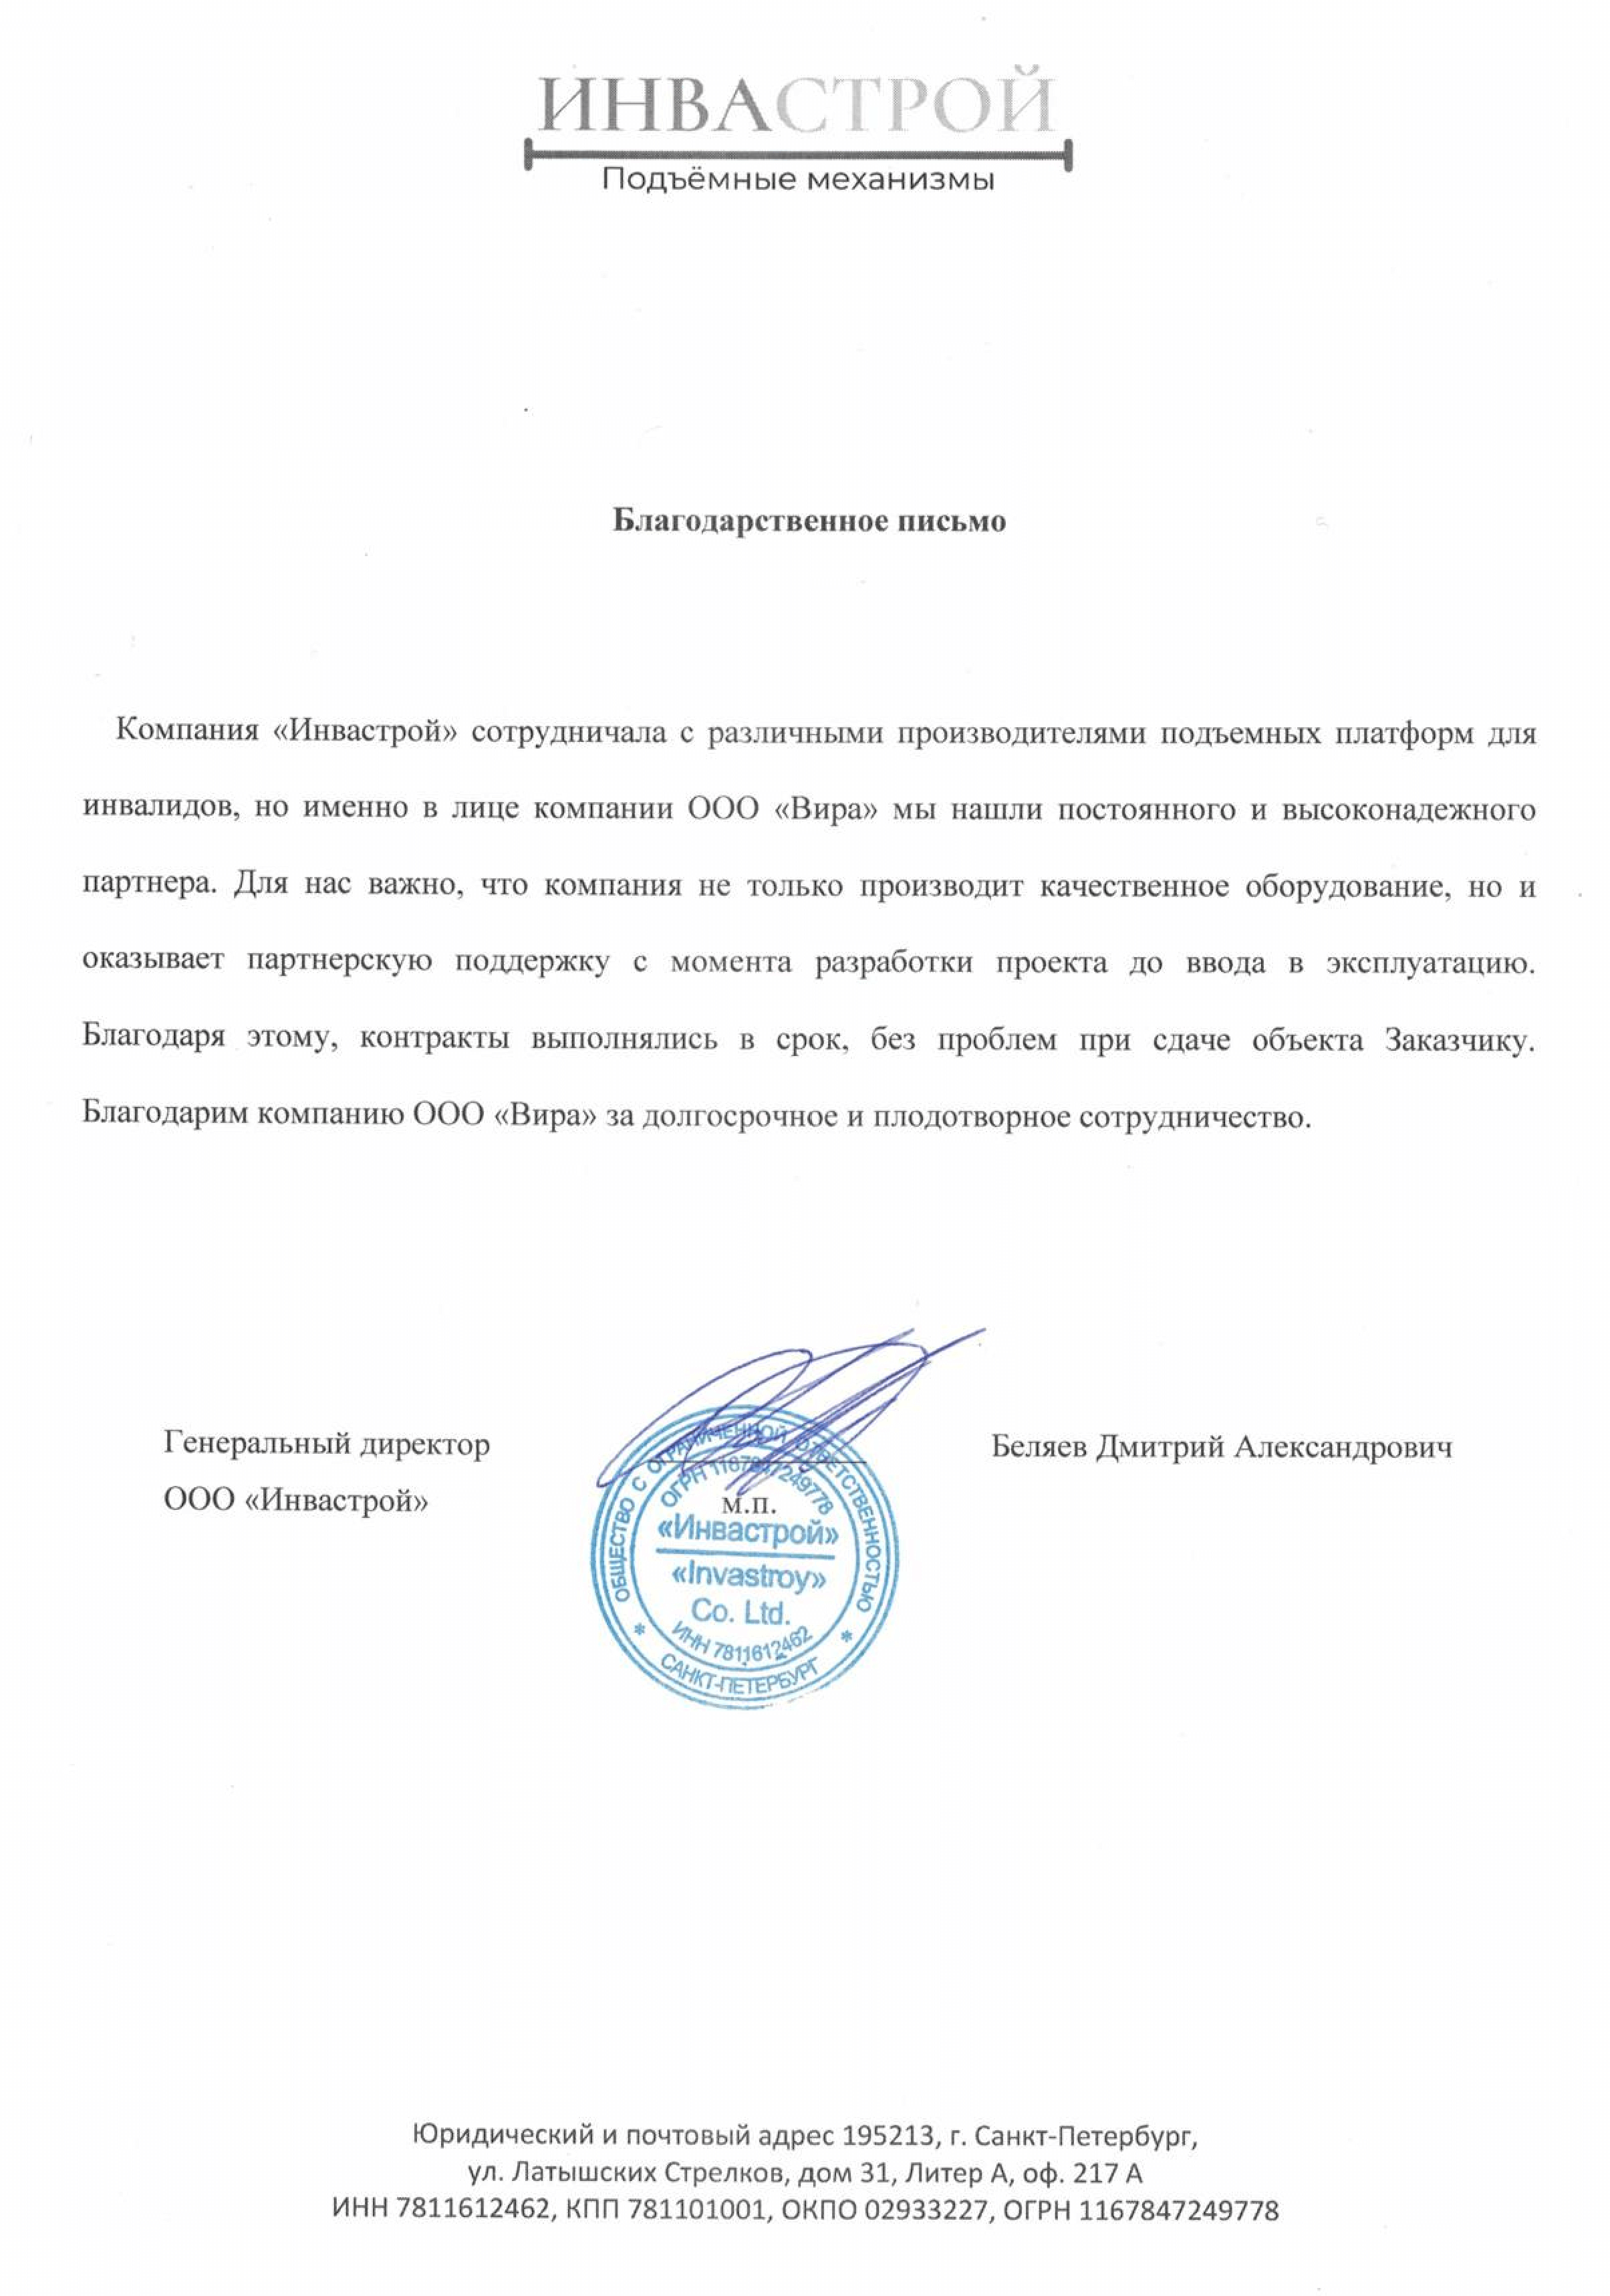 ИНВАСТРОЙ
Подъёмные механизмы
Благодарственное письмо
Компания «Инвастрой» сотрудничала с различными производителями подъемных платформ для
инвалидов, но именно в лице компании ООО «Вира» мы нашли постоянного и высоконадежного
партнера. Для нас важно, что компания не только производит качественное оборудование, но и
оказывает партнерскую поддержку с момента разработки проекта до ввода в эксплуатацию.
Благодаря этому, контракты выполнялись в срок, без проблем при сдаче объекта Заказчику.
Благодарим компанию ООО «Вира» за долгосрочное и плодотворное сотрудничество.
Генеральный директор
ООО «Инвастрой»
Беляев Дмитрий Александрович
ОБЩЕСТВО С ОГРАНИЧЕННОЙ ОТВЕТСТВЕННОСТЬЮ
ОГРН 1167847249778
М.П.
«Инвастрой»
«Invastroy»
Co. Ltd.
ИНН 7811612462
* САНКТ-ПЕТЕРБУРГ *
Юридический и почтовый адрес 195213, г. Санкт-Петербург,
ул. Латышских Стрелков, дом 31, Литер А, оф. 217 А
ИНН 7811612462, КПП 781101001, ОКПО 02933227, ОГРН 1167847249778